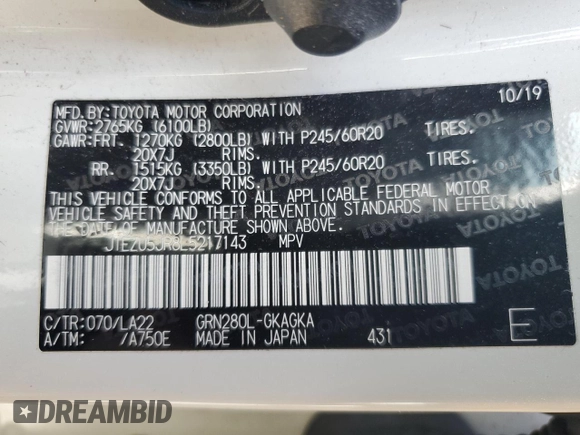 MFD. BY: TOYOTA MOTOR CORPORATION 10/19
GVWR: 2765KG (6100LB)
GAWR: FRT. 1270KG (2800LB) WITH P245/60R20 TIRES.
20X7J RIMS.
RR. 1515KG (3350LB) WITH P245/60R20 TIRES.
20X7J RIMS.
THIS VEHICLE CONFORMS TO ALL APPLICABLE FEDERAL MOTOR
VEHICLE SAFETY AND THEFT PREVENTION STANDARDS IN EFFECT ON
THE DATE OF MANUFACTURE SHOWN ABOVE.
JTEZU5JR8L5217143 MPV
C/TR: 070/LA22 GRN280L-GKAGKA
A/TM: /A750E MADE IN JAPAN 431 E
DREAMBID